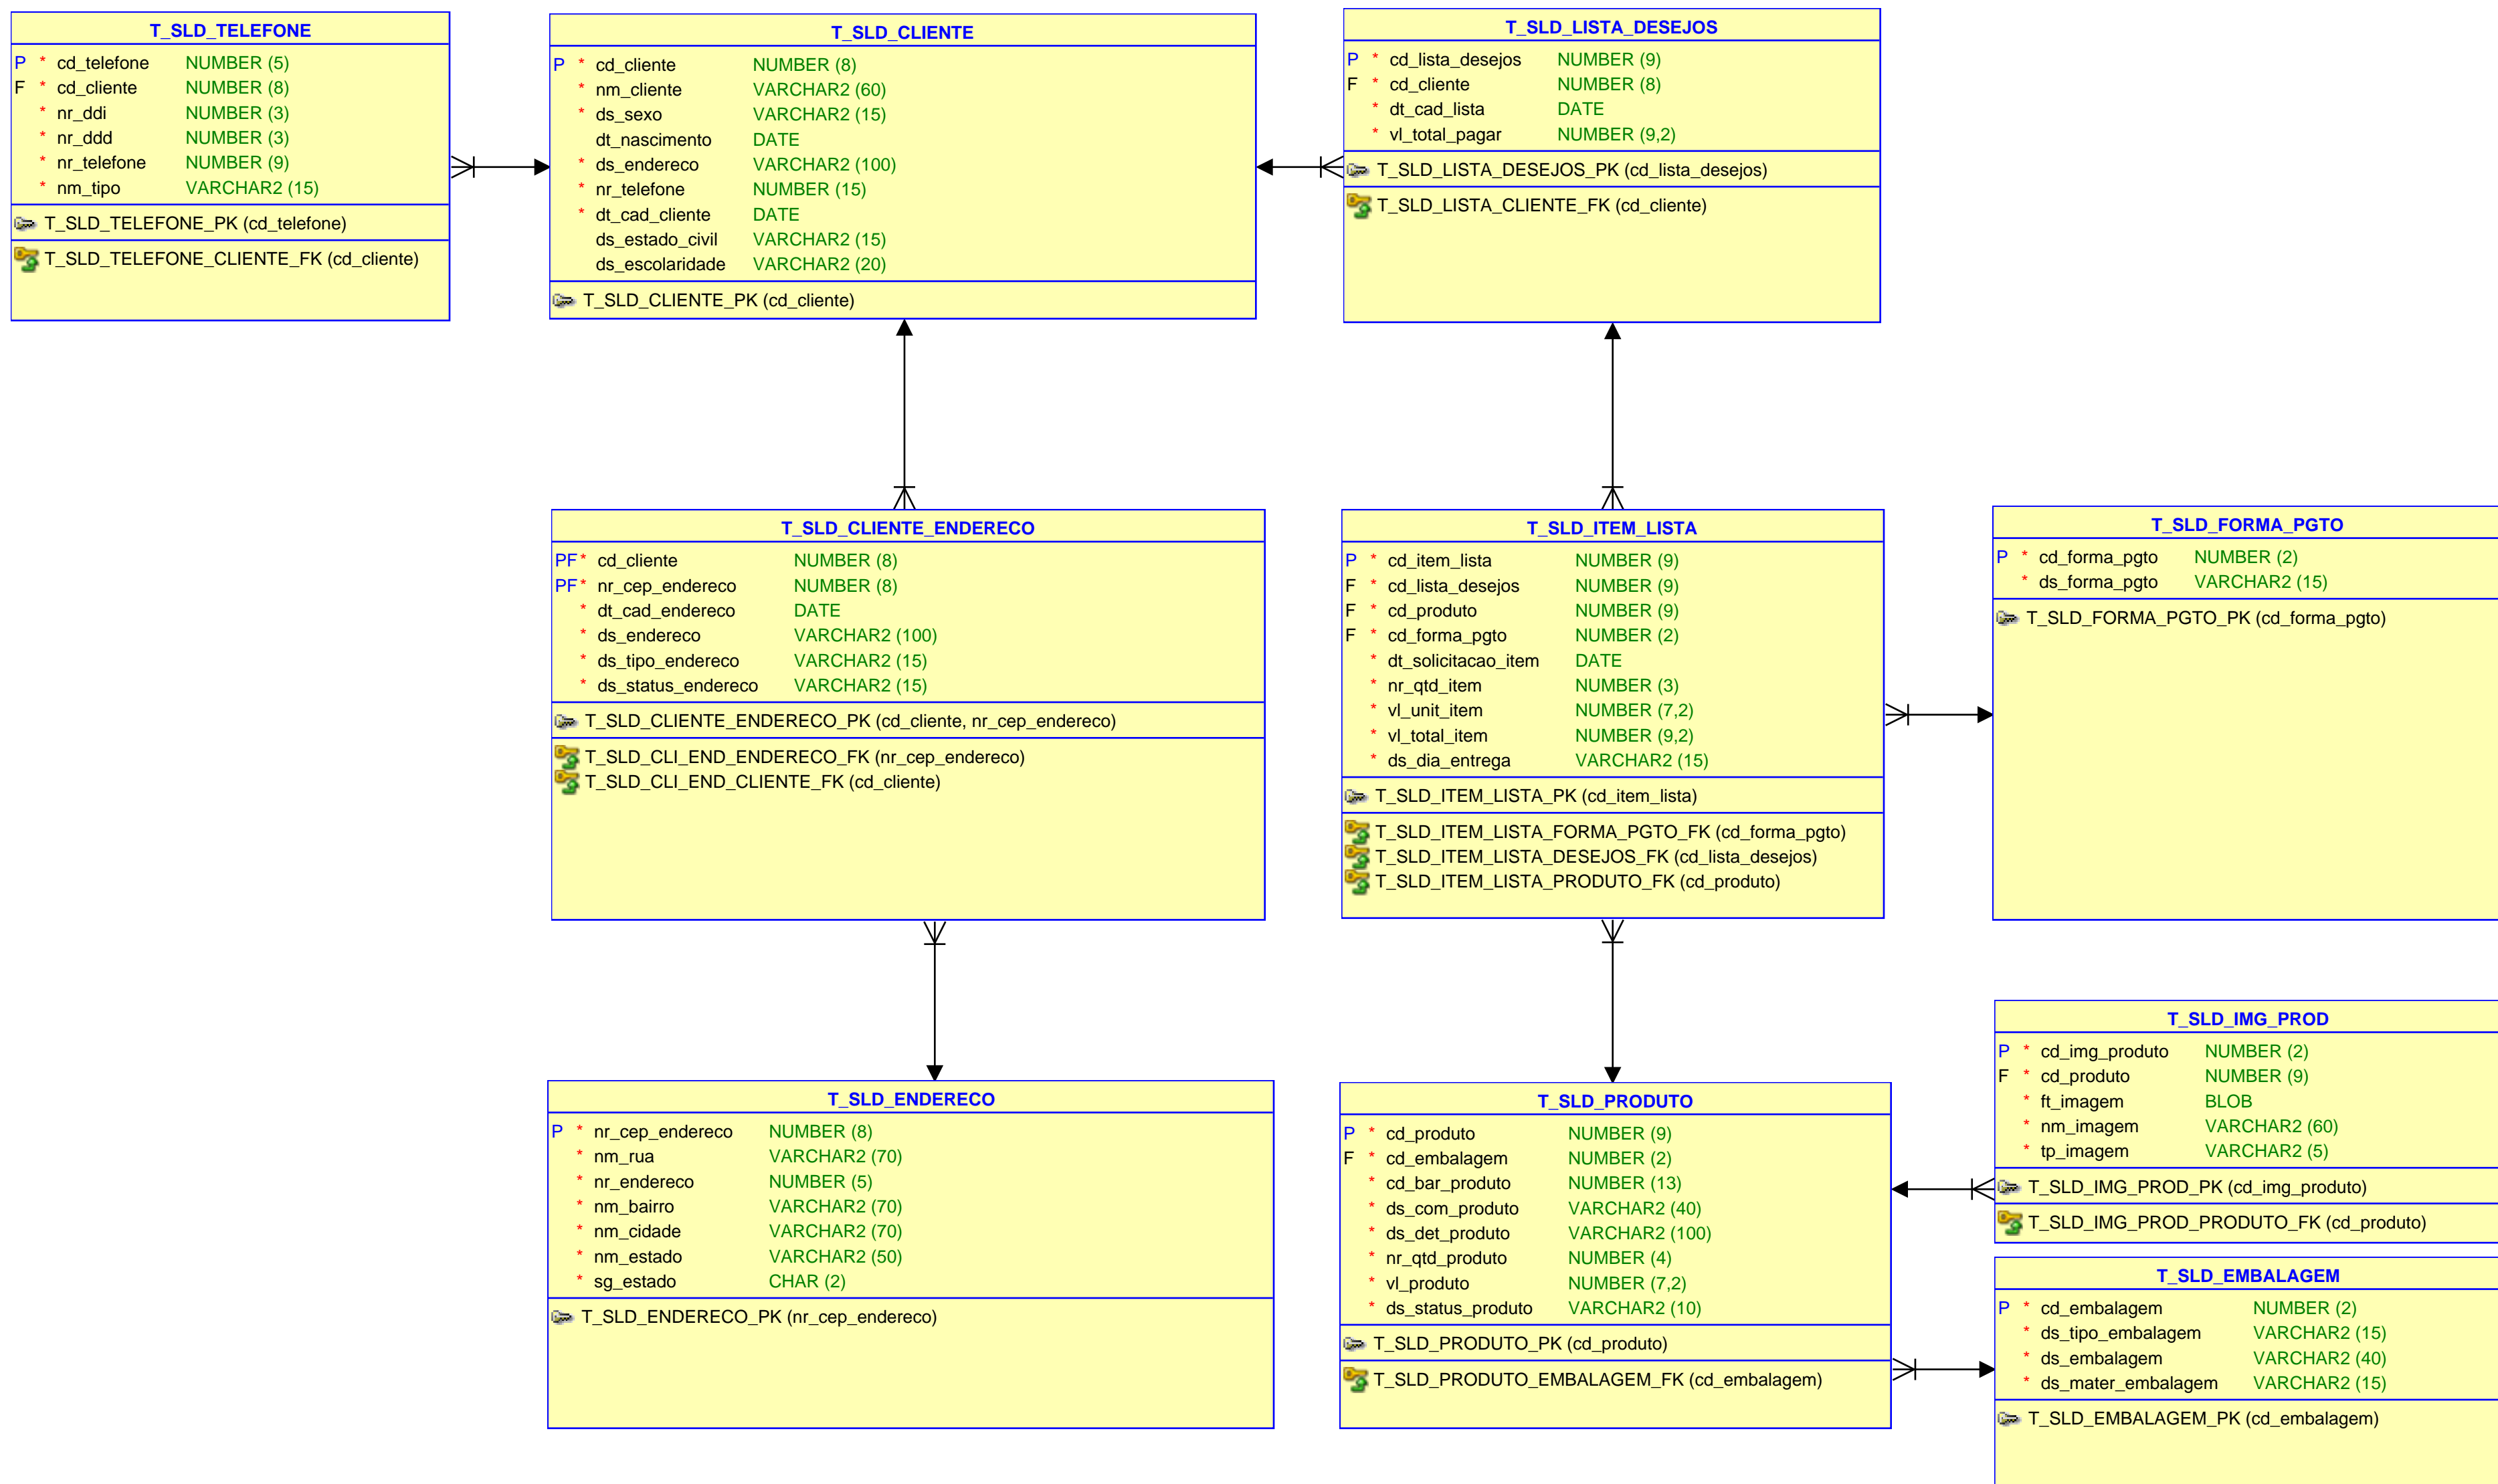 T_SLD_TELEFONE
P * cd_telefone NUMBER (5)
F * cd_cliente NUMBER (8)
* nr_ddi NUMBER (3)
* nr_ddd NUMBER (3)
* nr_telefone NUMBER (9)
* nm_tipo VARCHAR2 (15)
T_SLD_TELEFONE_PK (cd_telefone)
T_SLD_TELEFONE_CLIENTE_FK (cd_cliente)
T_SLD_CLIENTE
P * cd_cliente NUMBER (8)
* nm_cliente VARCHAR2 (60)
* ds_sexo VARCHAR2 (15)
dt_nascimento DATE
* ds_endereco VARCHAR2 (100)
* nr_telefone NUMBER (15)
* dt_cad_cliente DATE
ds_estado_civil VARCHAR2 (15)
ds_escolaridade VARCHAR2 (20)
T_SLD_CLIENTE_PK (cd_cliente)
T_SLD_LISTA_DESEJOS
P * cd_lista_desejos NUMBER (9)
F * cd_cliente NUMBER (8)
* dt_cad_lista DATE
* vl_total_pagar NUMBER (9,2)
T_SLD_LISTA_DESEJOS_PK (cd_lista_desejos)
T_SLD_LISTA_CLIENTE_FK (cd_cliente)
T_SLD_CLIENTE_ENDERECO
PF * cd_cliente NUMBER (8)
PF * nr_cep_endereco NUMBER (8)
* dt_cad_endereco DATE
* ds_endereco VARCHAR2 (100)
* ds_tipo_endereco VARCHAR2 (15)
* ds_status_endereco VARCHAR2 (15)
T_SLD_CLIENTE_ENDERECO_PK (cd_cliente, nr_cep_endereco)
T_SLD_CLI_END_ENDERECO_FK (nr_cep_endereco)
T_SLD_CLI_END_CLIENTE_FK (cd_cliente)
T_SLD_ITEM_LISTA
P * cd_item_lista NUMBER (9)
F * cd_lista_desejos NUMBER (9)
F * cd_produto NUMBER (9)
F * cd_forma_pgto NUMBER (2)
* dt_solicitacao_item DATE
* nr_qtd_item NUMBER (3)
* vl_unit_item NUMBER (7,2)
* vl_total_item NUMBER (9,2)
* ds_dia_entrega VARCHAR2 (15)
T_SLD_ITEM_LISTA_PK (cd_item_lista)
T_SLD_ITEM_LISTA_FORMA_PGTO_FK (cd_forma_pgto)
T_SLD_ITEM_LISTA_DESEJOS_FK (cd_lista_desejos)
T_SLD_ITEM_LISTA_PRODUTO_FK (cd_produto)
T_SLD_FORMA_PGTO
P * cd_forma_pgto NUMBER (2)
* ds_forma_pgto VARCHAR2 (15)
T_SLD_FORMA_PGTO_PK (cd_forma_pgto)
T_SLD_ENDERECO
P * nr_cep_endereco NUMBER (8)
* nm_rua VARCHAR2 (70)
* nr_endereco NUMBER (5)
* nm_bairro VARCHAR2 (70)
* nm_cidade VARCHAR2 (70)
* nm_estado VARCHAR2 (50)
* sg_estado CHAR (2)
T_SLD_ENDERECO_PK (nr_cep_endereco)
T_SLD_PRODUTO
P * cd_produto NUMBER (9)
F * cd_embalagem NUMBER (2)
* cd_bar_produto NUMBER (13)
* ds_com_produto VARCHAR2 (40)
* ds_det_produto VARCHAR2 (100)
* nr_qtd_produto NUMBER (4)
* vl_produto NUMBER (7,2)
* ds_status_produto VARCHAR2 (10)
T_SLD_PRODUTO_PK (cd_produto)
T_SLD_PRODUTO_EMBALAGEM_FK (cd_embalagem)
T_SLD_IMG_PROD
P * cd_img_produto NUMBER (2)
F * cd_produto NUMBER (9)
* ft_imagem BLOB
* nm_imagem VARCHAR2 (60)
* tp_imagem VARCHAR2 (5)
T_SLD_IMG_PROD_PK (cd_img_produto)
T_SLD_IMG_PROD_PRODUTO_FK (cd_produto)
T_SLD_EMBALAGEM
P * cd_embalagem NUMBER (2)
* ds_tipo_embalagem VARCHAR2 (15)
* ds_embalagem VARCHAR2 (40)
* ds_mater_embalagem VARCHAR2 (15)
T_SLD_EMBALAGEM_PK (cd_embalagem)